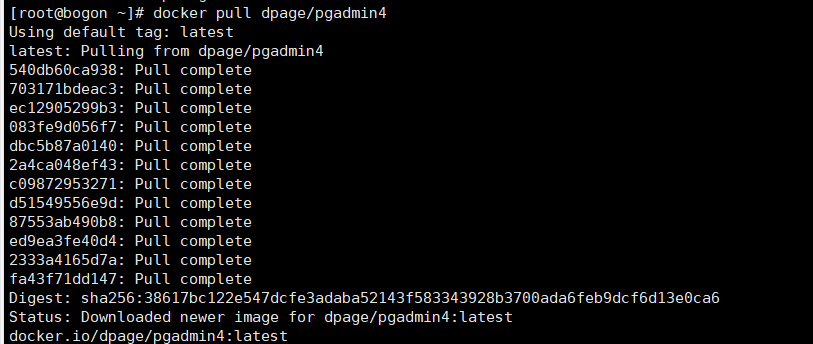 [root@bogon ~]# docker pull dpage/pgadmin4
Using default tag: latest
latest: Pulling from dpage/pgadmin4
540db60ca938: Pull complete
703171bdeac3: Pull complete
ec12905299b3: Pull complete
083fe9d056f7: Pull complete
dbc5b87a0140: Pull complete
2a4ca048ef43: Pull complete
c09872953271: Pull complete
d51549556e9d: Pull complete
87553ab490b8: Pull complete
ed9ea3fe40d4: Pull complete
2333a4165d7a: Pull complete
fa43f71dd147: Pull complete
Digest: sha256:38617bc122e547dcfe3adaba52143f583343928b3700ada6feb9dcf6d13e0ca6
Status: Downloaded newer image for dpage/pgadmin4:latest
docker.io/dpage/pgadmin4:latest